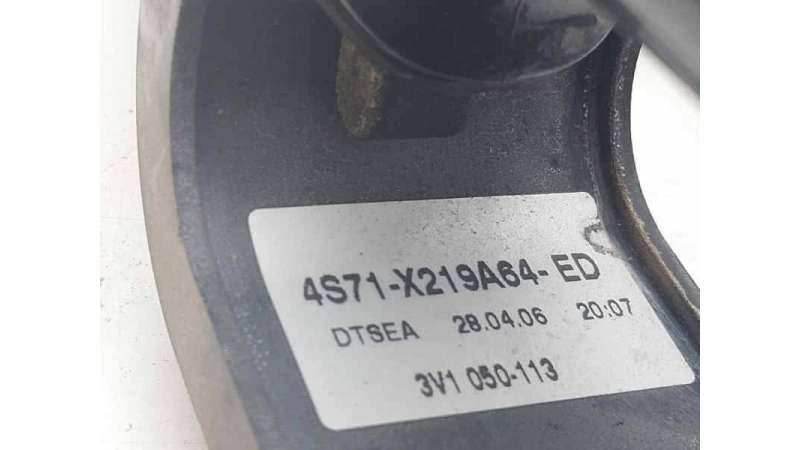 4S71-X219A64-ED
DTSEA 28.04.06 20:07
3V1 050-113